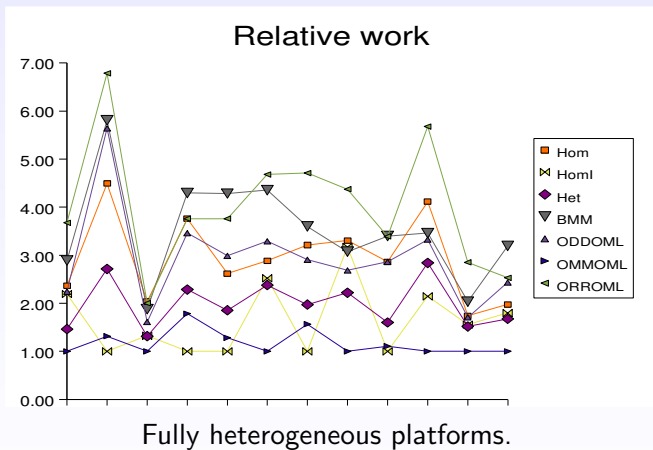 Relative work
7.00
6.00
5.00
4.00
3.00
2.00
1.00
0.00
Hom
HomI
Het
BMM
ODDOML
OMMOML
ORROML
Fully heterogeneous platforms.